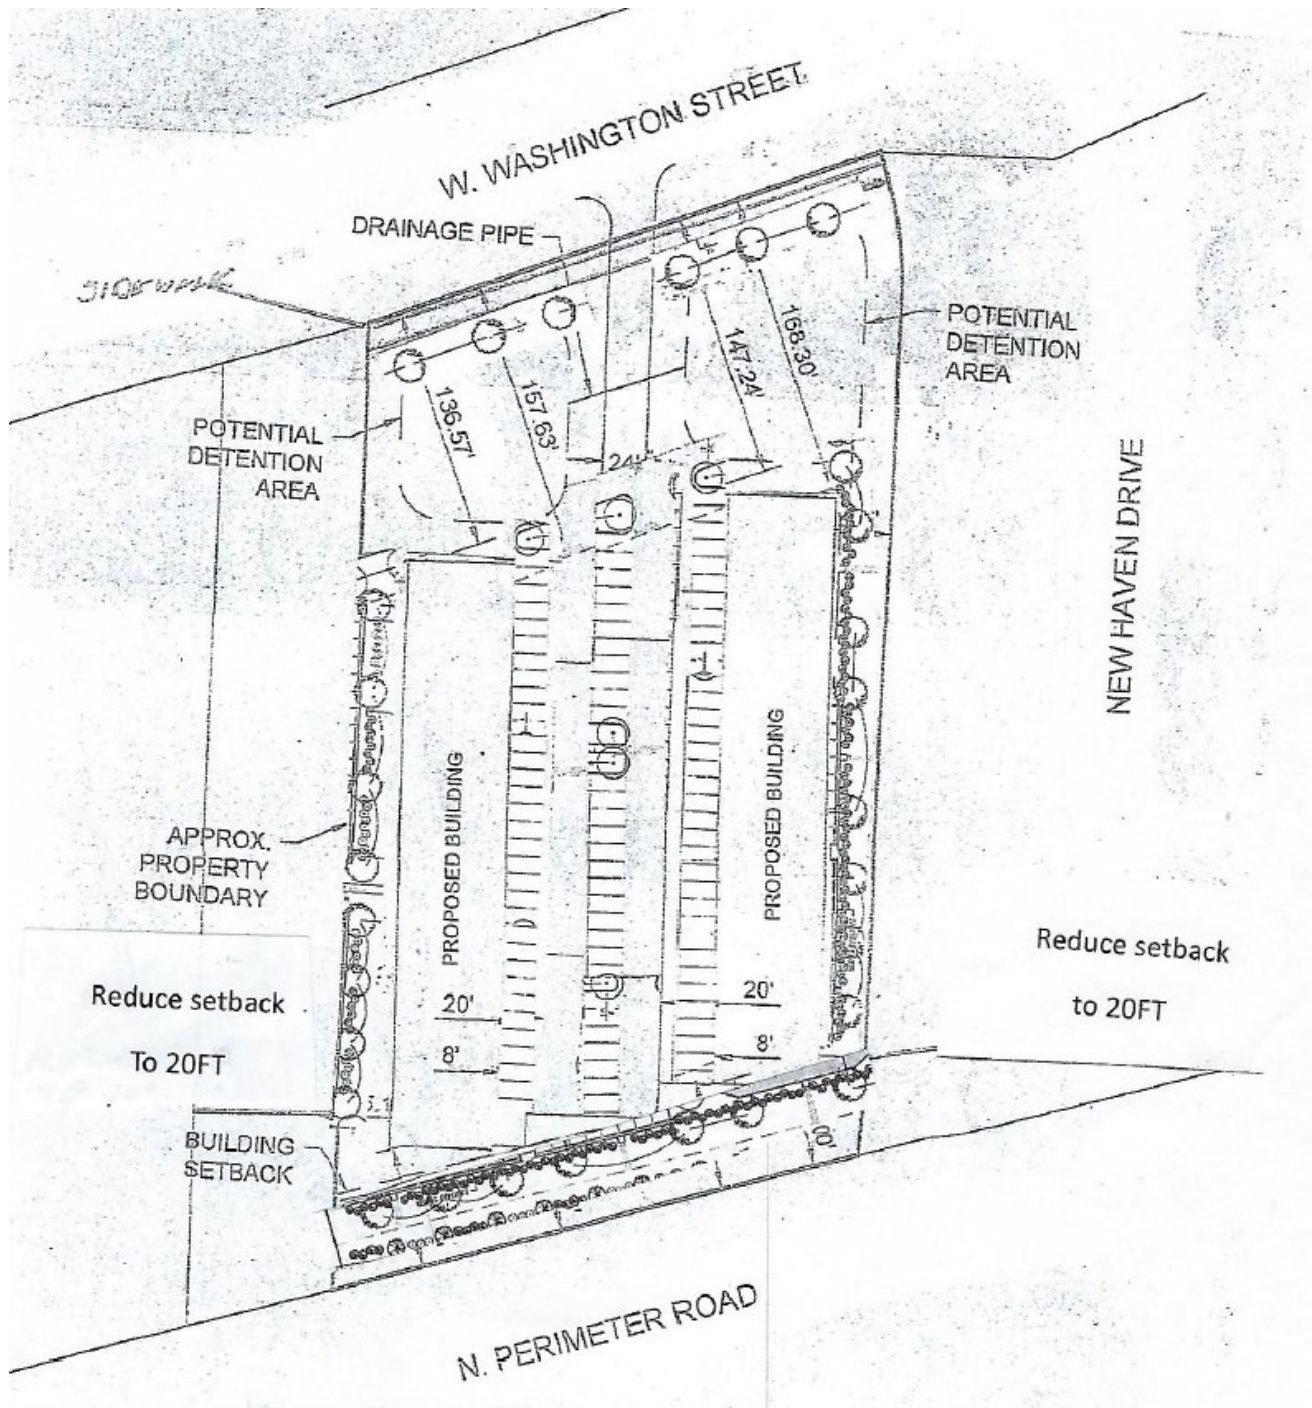 W. WASHINGTON STREET
DRAINAGE PIPE
SIDEWALK
POTENTIAL
DETENTION
AREA
168.30'
147.24'
136.57'
157.63'
POTENTIAL
DETENTION
AREA
24'
NEW HAVEN DRIVE
PROPOSED BUILDING
PROPOSED BUILDING
APPROX.
PROPERTY
BOUNDARY
Reduce setback
to 20FT
Reduce setback
To 20FT
20'
20'
8'
8'
BUILDING
SETBACK
N. PERIMETER ROAD